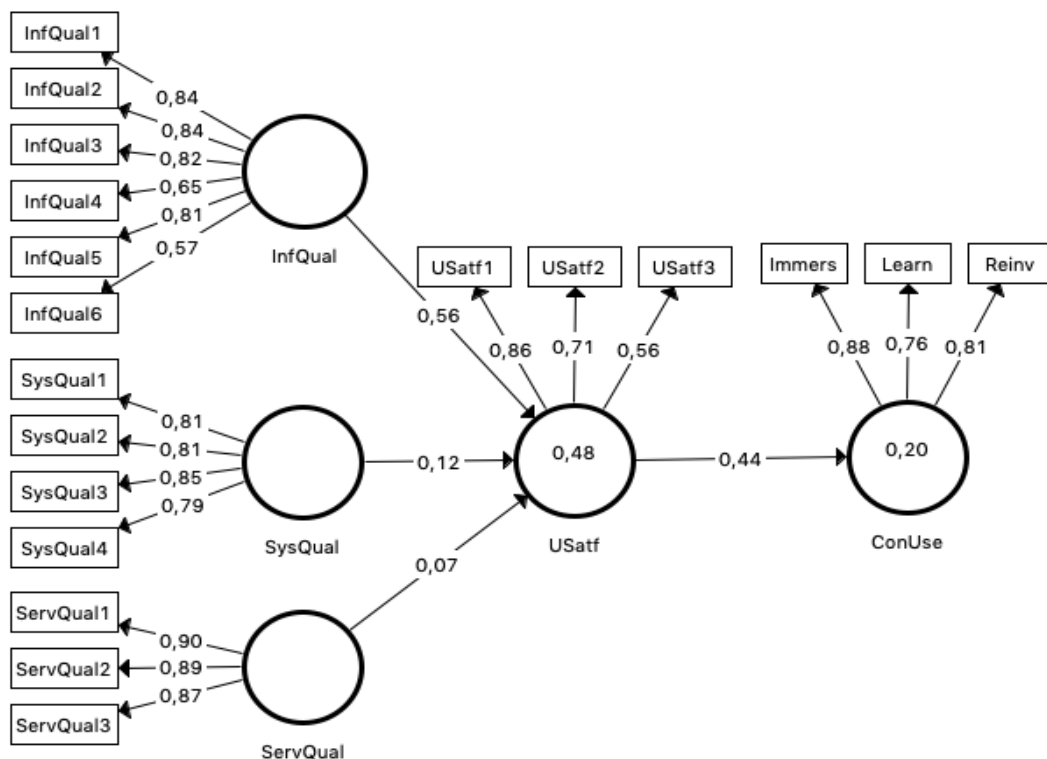 InfQual1
InfQual2
InfQual3
InfQual4
InfQual5
InfQual6
0,84
0,84
0,82
0,65
0,81
0,57
InfQual
0,56
SysQual1
SysQual2
SysQual3
SysQual4
0,81
0,81
0,85
0,79
SysQual
0,12
ServQual1
ServQual2
ServQual3
0,90
0,89
0,87
ServQual
0,07
USatf1
USatf2
USatf3
0,86
0,71
0,56
0,48
USatf
0,44
Immers
Learn
Reinv
0,88
0,76
0,81
0,20
ConUse